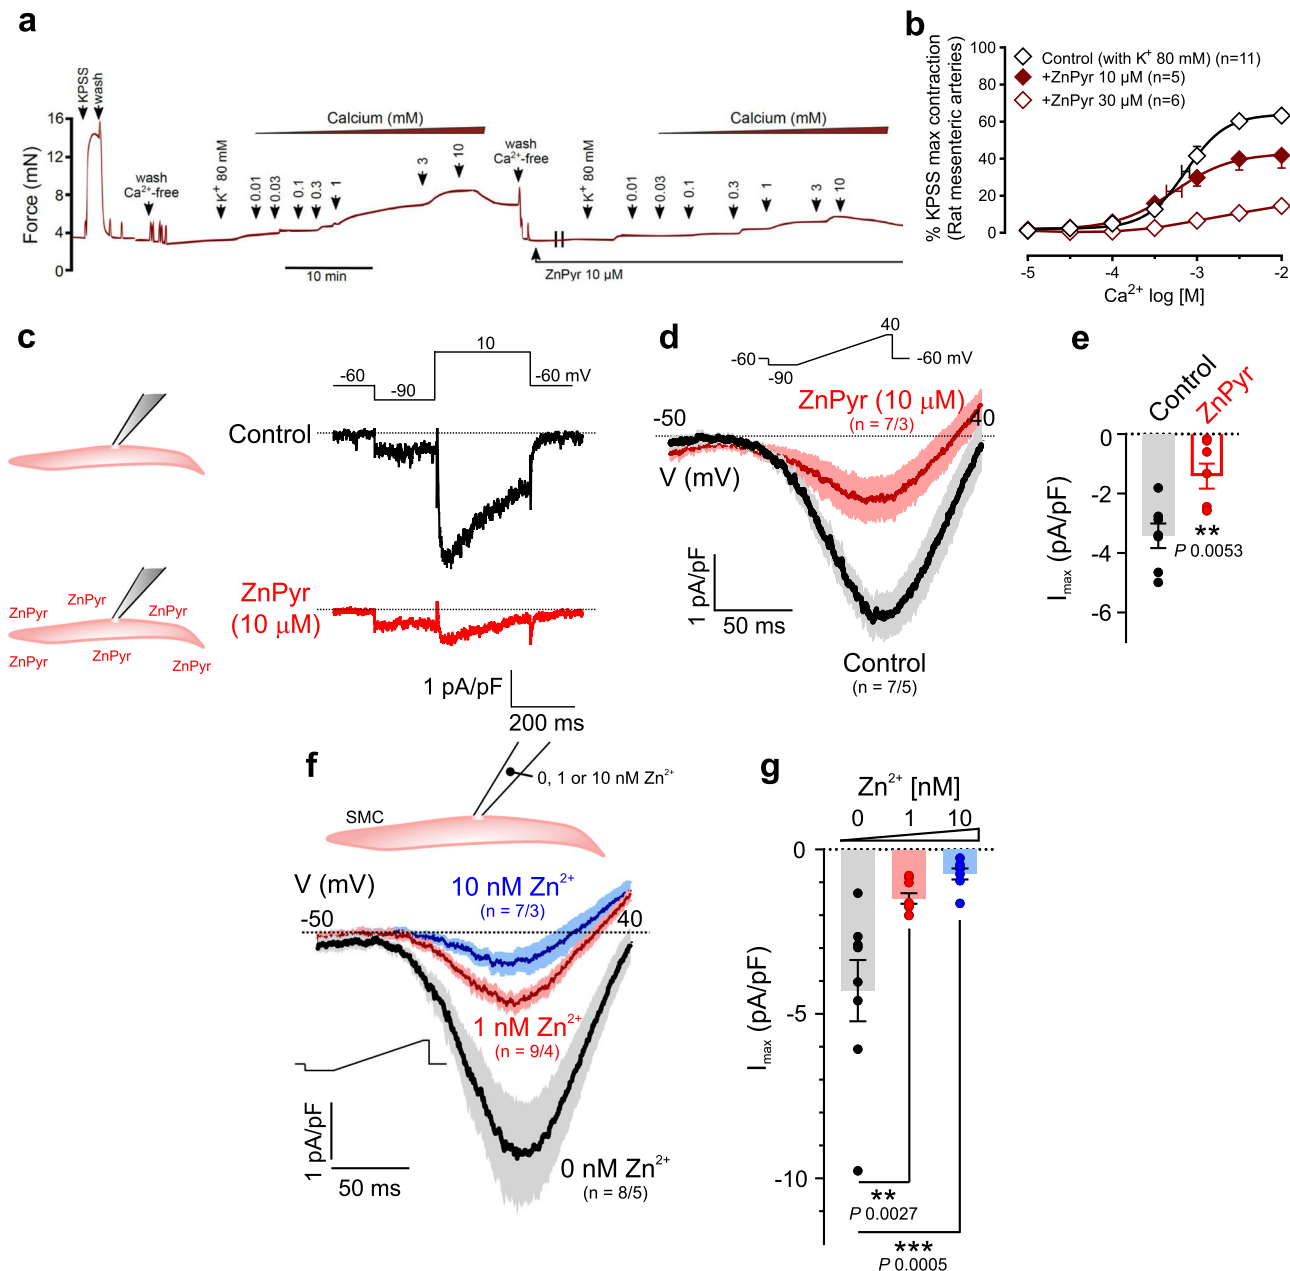 a
KPSS
wash
16
12
8
4
0
Force (mN)
wash
Ca²⁺-free
K⁺ 80 mM
Calcium (mM)
0.01
0.03
0.1
0.3
1
3
10
wash
Ca²⁺-free
K⁺ 80 mM
Calcium (mM)
0.01
0.03
0.1
0.3
1
3
10
10 min
ZnPyr 10 µM
b
% KPSS max contraction
(Rat mesenteric arteries)
100
80
60
40
20
0
Control (with K⁺ 80 mM) (n=11)
+ZnPyr 10 µM (n=5)
+ZnPyr 30 µM (n=6)
-5
-4
-3
-2
Ca²⁺ log [M]
c
-60
-90
10
-60 mV
Control
ZnPyr
ZnPyr
ZnPyr
ZnPyr
ZnPyr
ZnPyr
ZnPyr
(10 µM)
1 pA/pF
200 ms
d
-60
-90
40
-60 mV
ZnPyr (10 µM)
(n = 7/3)
-50
40
V (mV)
1 pA/pF
50 ms
Control
(n = 7/5)
e
Control
ZnPyr
0
-2
-4
-6
Imax (pA/pF)
**
P 0.0053
f
0, 1 or 10 nM Zn²⁺
SMC
V (mV)
-50
40
10 nM Zn²⁺
(n = 7/3)
1 nM Zn²⁺
(n = 9/4)
0 nM Zn²⁺
(n = 8/5)
1 pA/pF
50 ms
g
Zn²⁺ [nM]
0
1
10
0
-5
-10
Imax (pA/pF)
**
P 0.0027
***
P 0.0005